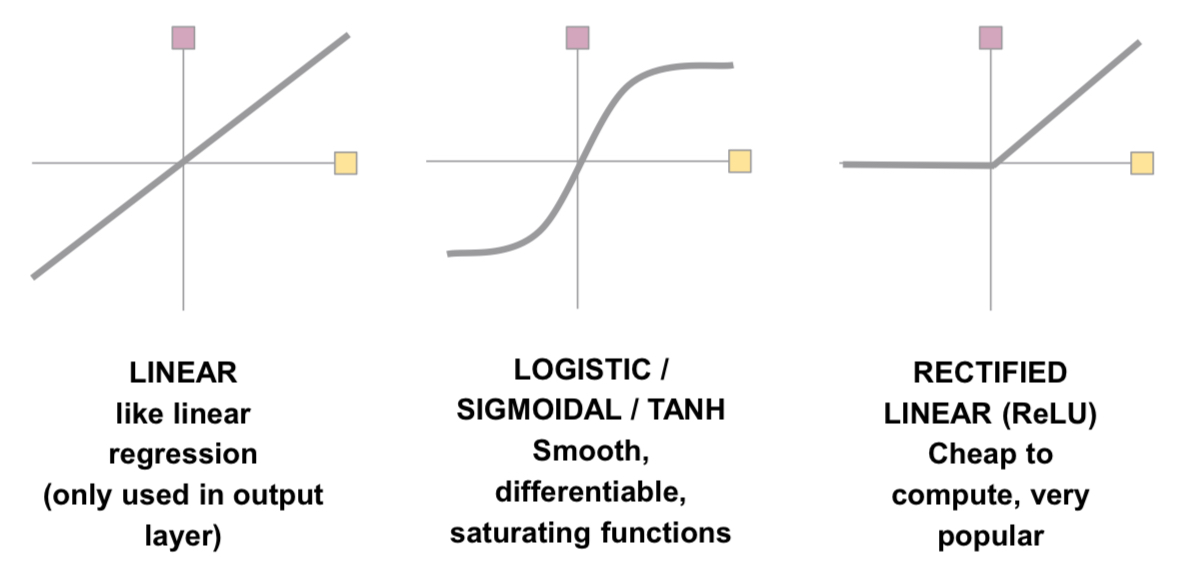 LINEAR
like linear
regression
(only used in output
layer)
LOGISTIC /
SIGMOIDAL / TANH
Smooth,
differentiable,
saturating functions
RECTIFIED
LINEAR (ReLU)
Cheap to
compute, very
popular